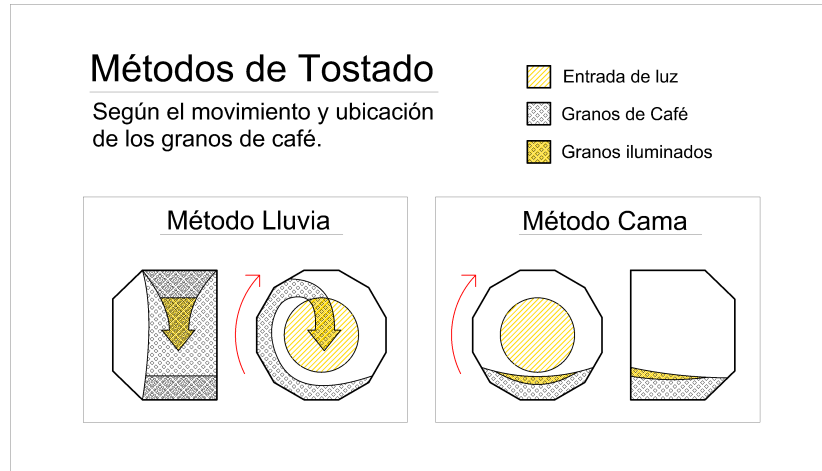 Métodos de Tostado
Según el movimiento y ubicación
de los granos de café.
Entrada de luz
Granos de Café
Granos iluminados
Método Lluvia
Método Cama